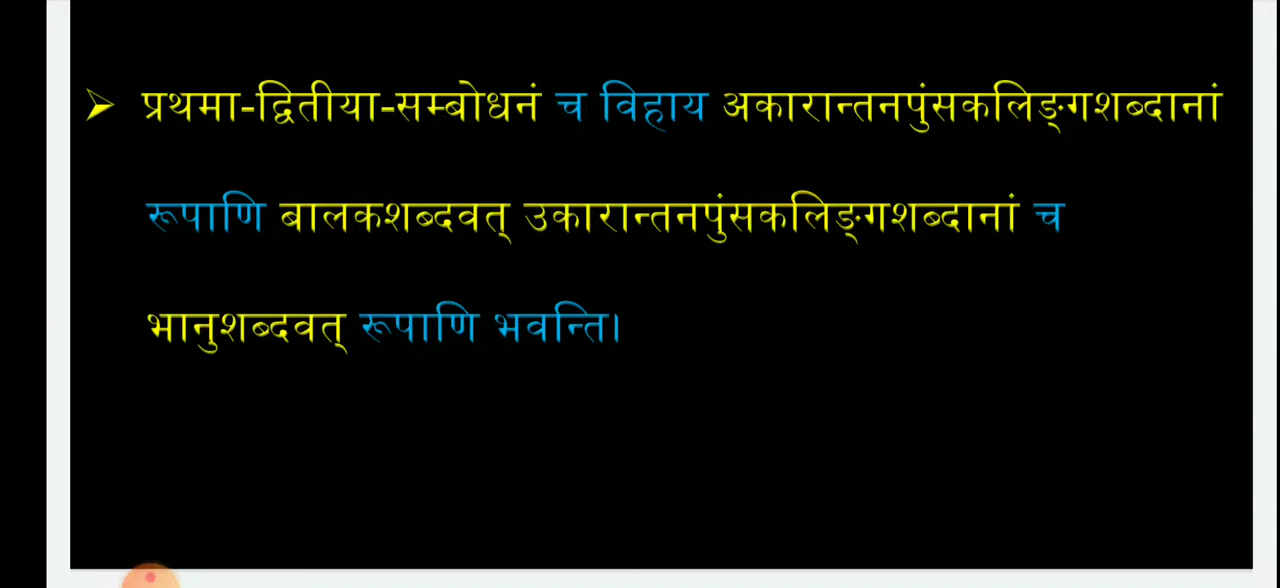 ➢ प्रथमा-द्वितीया-सम्बोधनं च विहाय अकारान्तनपुंसकलिङ्गशब्दानां
रूपाणि बालकशब्दवत् उकारान्तनपुंसकलिङ्गशब्दानां च
भानुशब्दवत् रूपाणि भवन्ति।